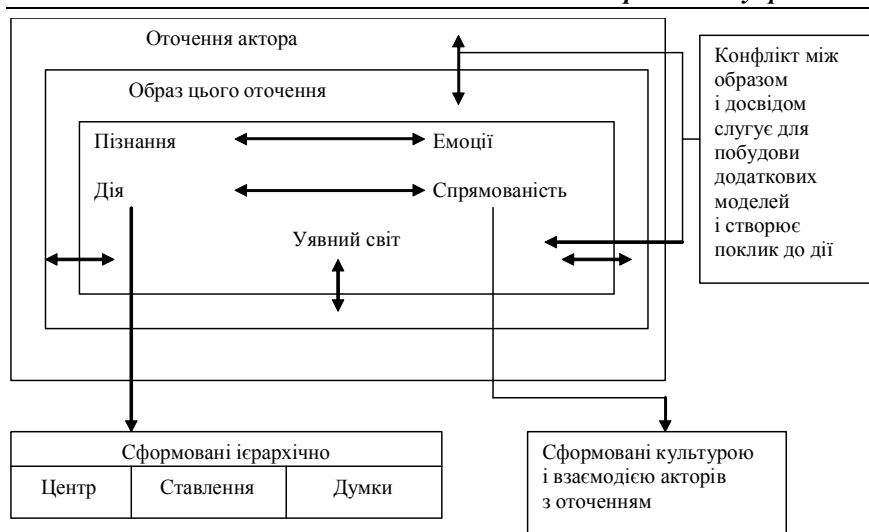 Оточення актора
Образ цього оточення
Пізнання
Емоції
Дія
Спрямованість
Уявний світ
Конфлікт між
образом
і досвідом
слугує для
побудови
додаткових
моделей
і створює
поклик до дії
Сформовані ієрархічно
Центр
Ставлення
Думки
Сформовані культурою
і взаємодією акторів
з оточенням